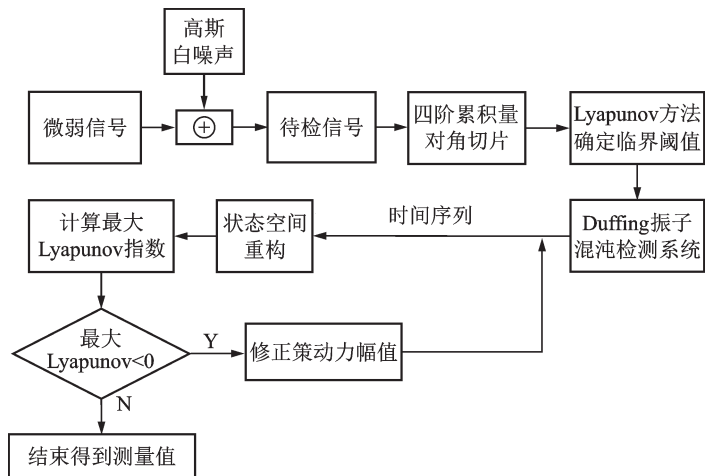 高斯
白噪声
微弱信号
待检信号
四阶累积量
对角切片
Lyapunov方法
确定临界阈值
计算最大
Lyapunov指数
状态空间
重构
时间序列
Duffing振子
混沌检测系统
最大
Lyapunov<0
Y
修正策动力幅值
N
结束得到测量值